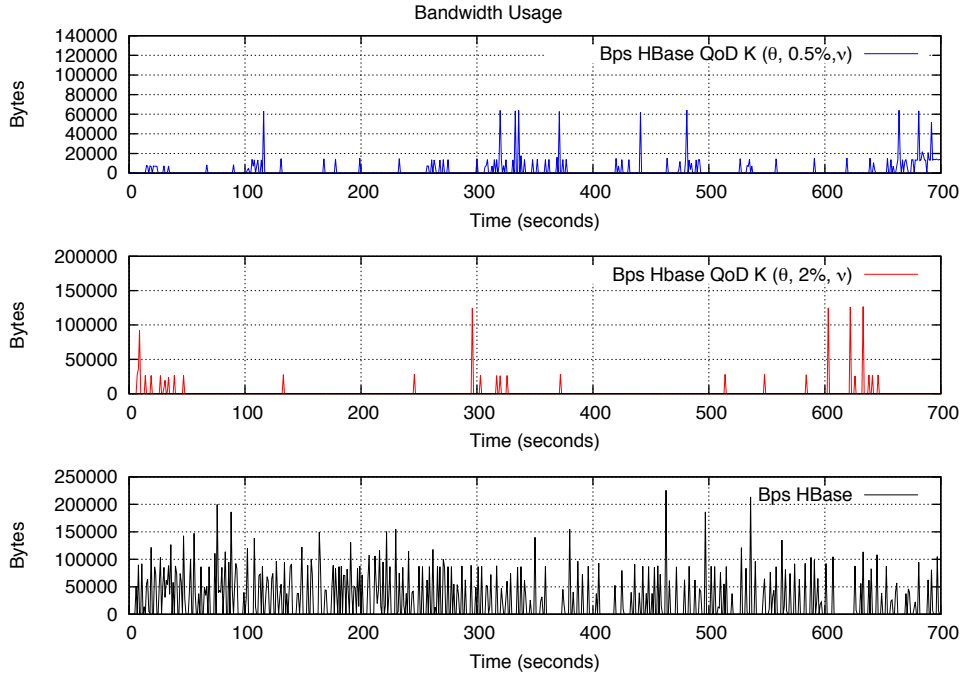 Bandwidth Usage
140000
120000
100000
80000
60000
40000
20000
0
Bytes
Bps HBase QoD K (θ, 0.5%,ν)
0 100 200 300 400 500 600 700
Time (seconds)
200000
150000
100000
50000
0
Bytes
Bps Hbase QoD K (θ, 2%, ν)
0 100 200 300 400 500 600 700
Time (seconds)
250000
200000
150000
100000
50000
0
Bytes
Bps HBase
0 100 200 300 400 500 600 700
Time (seconds)